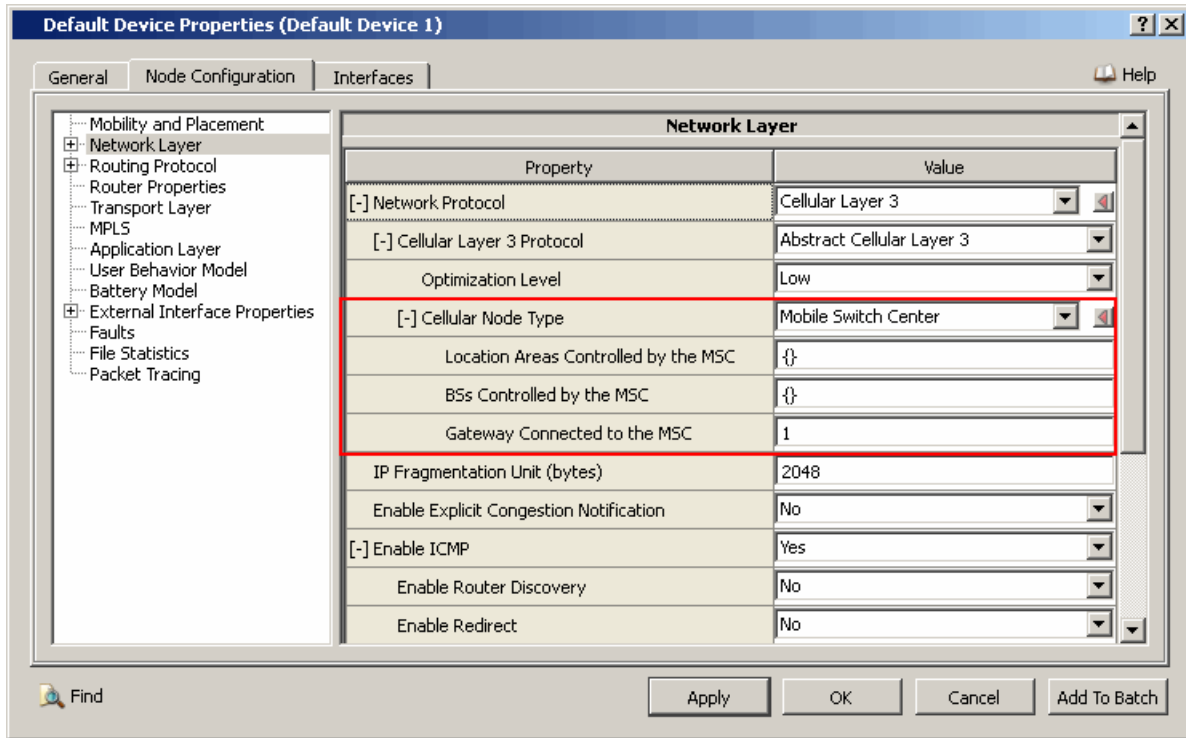 Default Device Properties (Default Device 1)
General Node Configuration Interfaces Help
Mobility and Placement
Network Layer
Routing Protocol
Router Properties
Transport Layer
MPLS
Application Layer
User Behavior Model
Battery Model
External Interface Properties
Faults
File Statistics
Packet Tracing
Network Layer
Property Value
[-] Network Protocol Cellular Layer 3
[-] Cellular Layer 3 Protocol Abstract Cellular Layer 3
Optimization Level Low
[-] Cellular Node Type Mobile Switch Center
Location Areas Controlled by the MSC {}
BSs Controlled by the MSC {}
Gateway Connected to the MSC 1
IP Fragmentation Unit (bytes) 2048
Enable Explicit Congestion Notification No
[-] Enable ICMP Yes
Enable Router Discovery No
Enable Redirect No
Find Apply OK Cancel Add To Batch